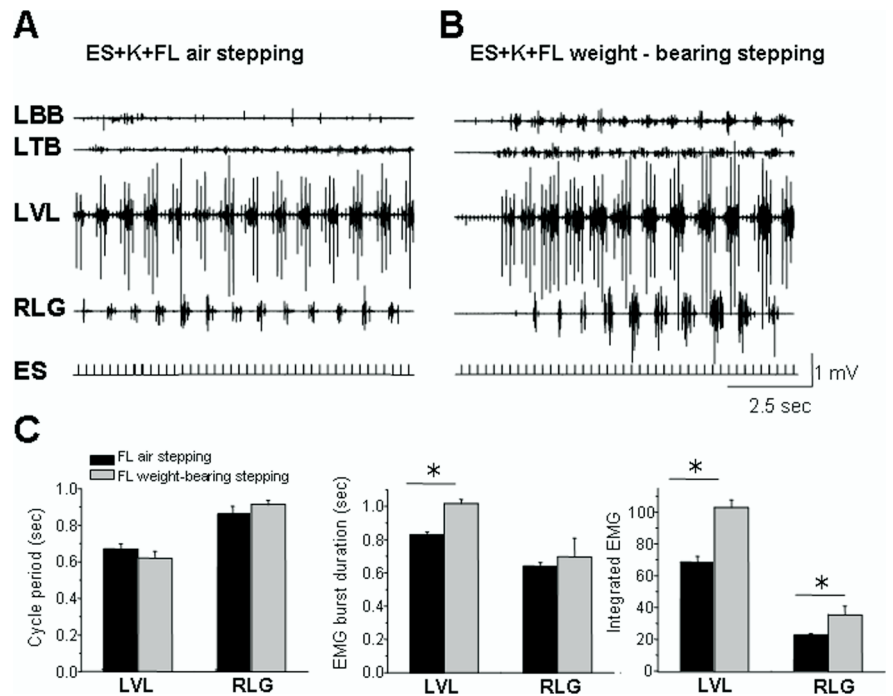 A
ES+K+FL air stepping
B
ES+K+FL weight - bearing stepping
LBB
LTB
LVL
RLG
ES
1 mV
2.5 sec
C
FL air stepping
FL weight-bearing stepping
Cycle period (sec)
1.0
0.8
0.6
0.4
0.2
0.0
LVL
RLG
EMG burst duration (sec)
*
1.0
0.8
0.6
0.4
0.2
0.0
LVL
RLG
Integrated EMG
*
*
100
80
60
40
20
0
LVL
RLG